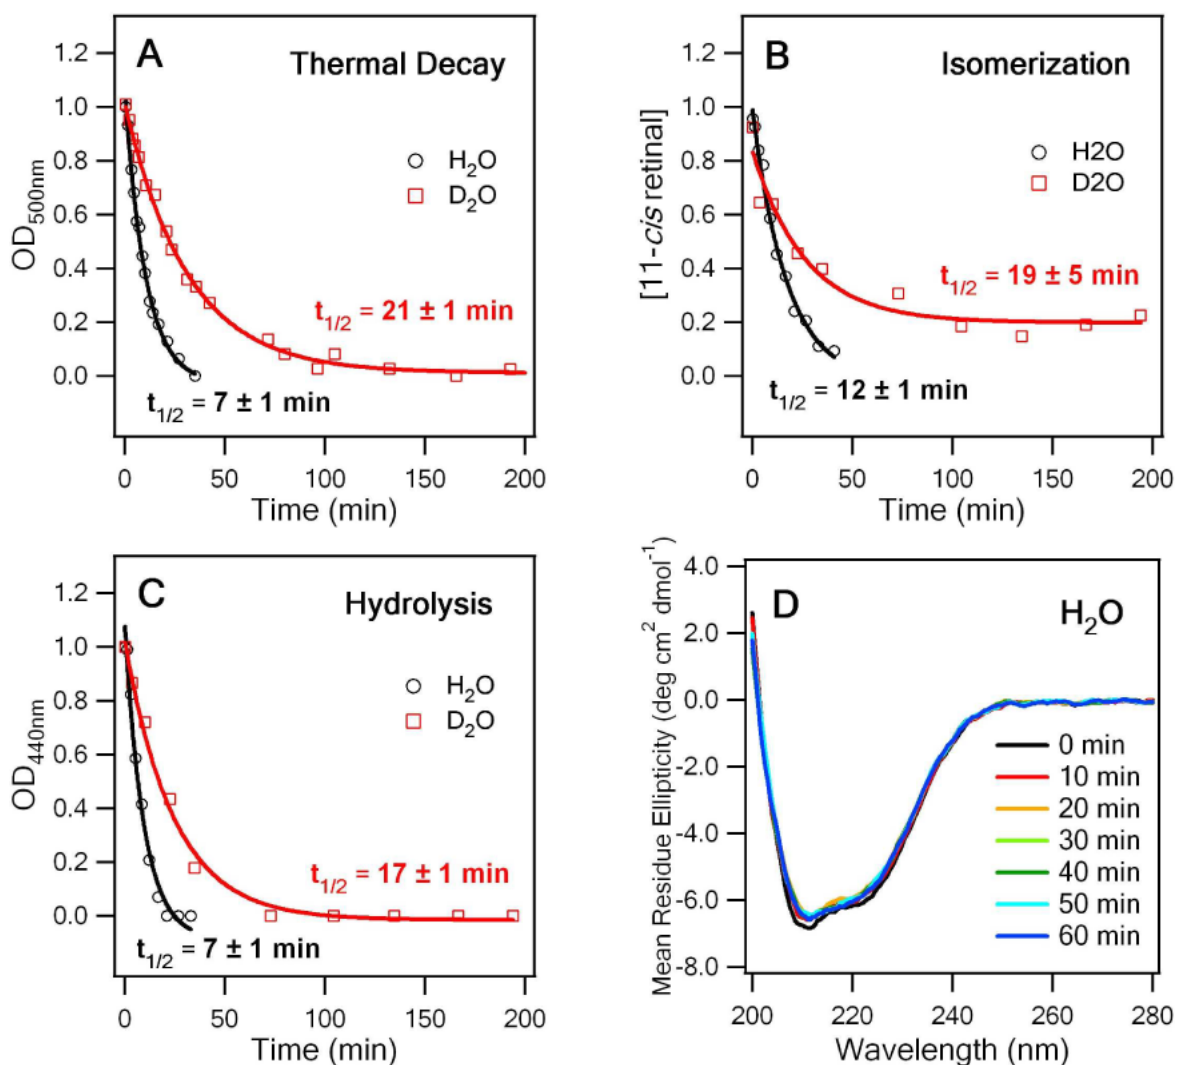 A
Thermal Decay
1.2
1.0
0.8
0.6
0.4
0.2
0.0
OD500nm
H2O
D2O
t1/2 = 21 ± 1 min
t1/2 = 7 ± 1 min
0 50 100 150 200
Time (min)
B
Isomerization
1.2
1.0
0.8
0.6
0.4
0.2
0.0
[11-cis retinal]
H2O
D2O
t1/2 = 19 ± 5 min
t1/2 = 12 ± 1 min
0 50 100 150 200
Time (min)
C
Hydrolysis
1.2
1.0
0.8
0.6
0.4
0.2
0.0
OD440nm
H2O
D2O
t1/2 = 17 ± 1 min
t1/2 = 7 ± 1 min
0 50 100 150 200
Time (min)
D
H2O
4.0
2.0
0.0
-2.0
-4.0
-6.0
-8.0
Mean Residue Ellipticity (deg cm2 dmol-1)
0 min
10 min
20 min
30 min
40 min
50 min
60 min
200 220 240 260 280
Wavelength (nm)